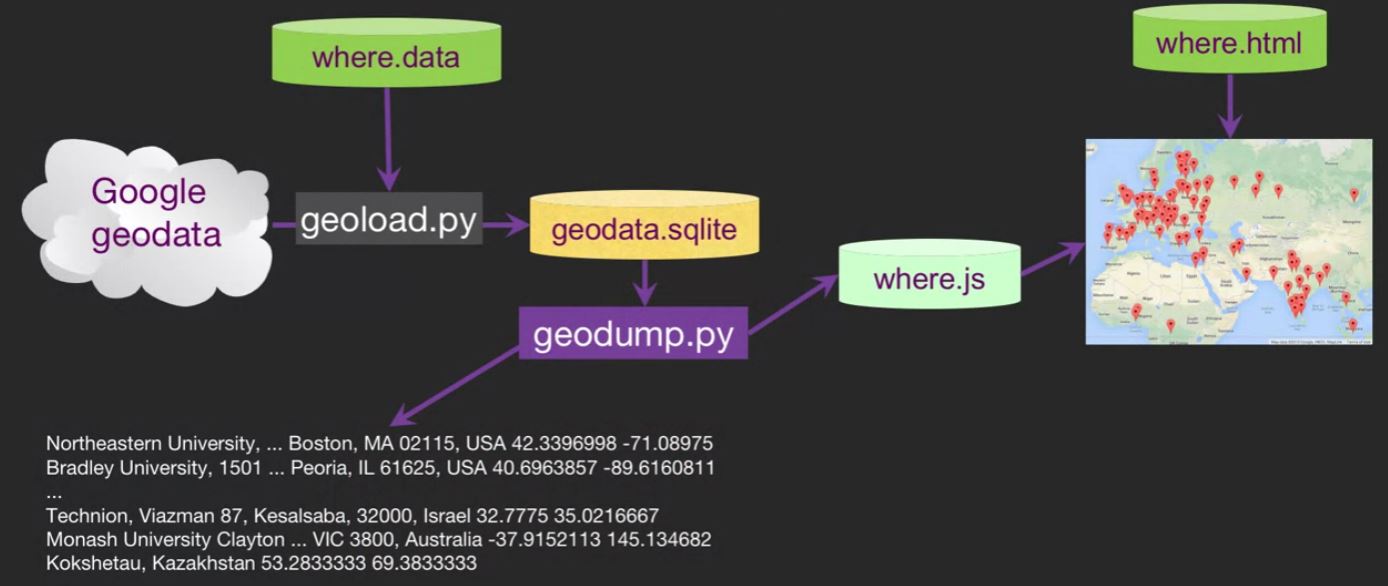 where.data
where.html
Google
geodata
geoload.py
geodata.sqlite
where.js
geodump.py
Northeastern University, ... Boston, MA 02115, USA 42.3396998 -71.08975
Bradley University, 1501 ... Peoria, IL 61625, USA 40.6963857 -89.6160811
...
Technion, Viazman 87, Kesalsaba, 32000, Israel 32.7775 35.0216667
Monash University Clayton ... VIC 3800, Australia -37.9152113 145.134682
Kokshetau, Kazakhstan 53.2833333 69.3833333